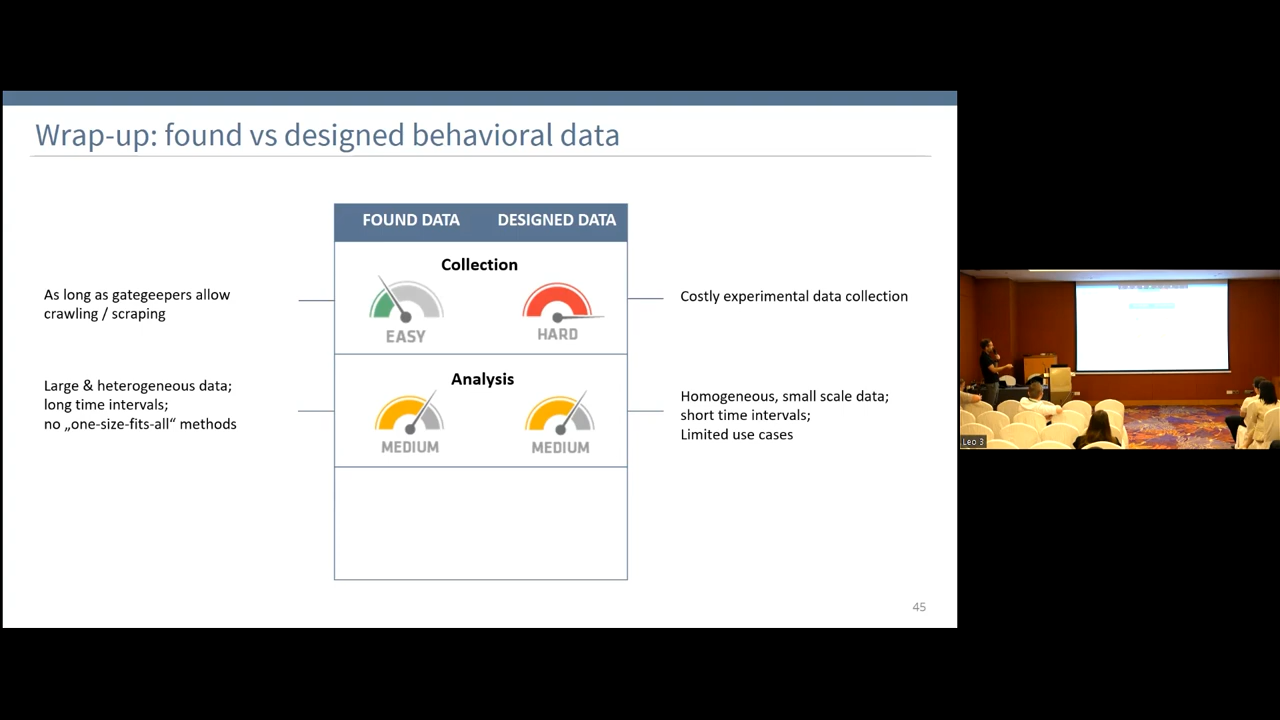 Wrap-up: found vs designed behavioral data
FOUND DATA DESIGNED DATA
Collection
As long as gategeepers allow
crawling / scraping
EASY
HARD
Costly experimental data collection
Analysis
Large & heterogeneous data;
long time intervals;
no „one-size-fits-all“ methods
MEDIUM
MEDIUM
Homogeneous, small scale data;
short time intervals;
Limited use cases
45
Leo 3